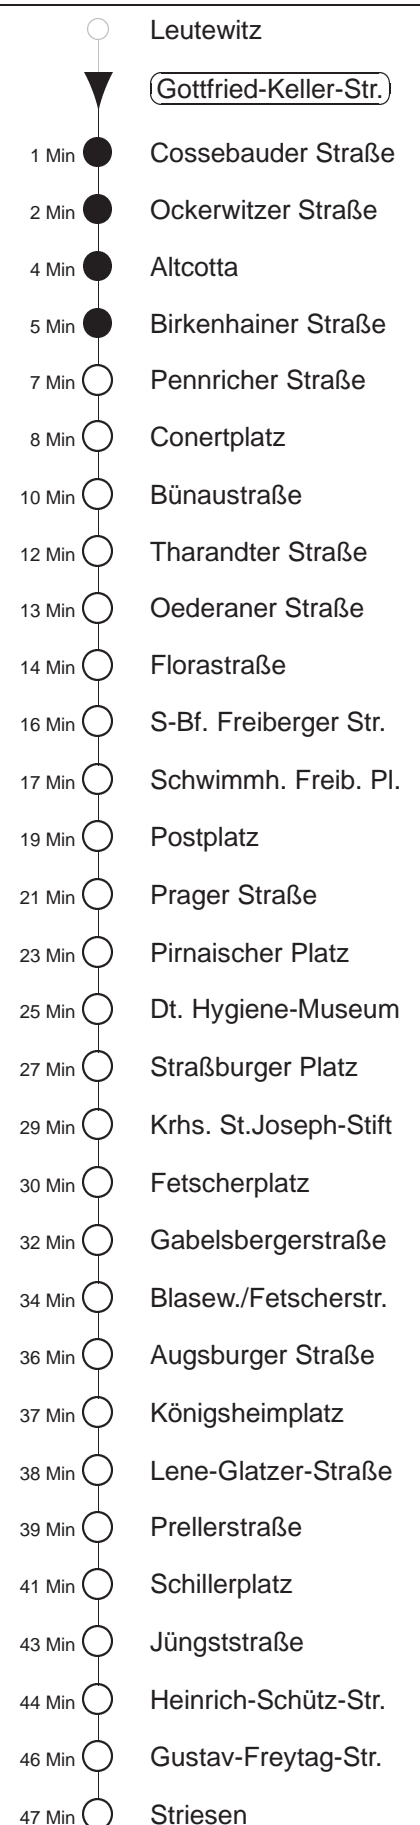 Leutewitz
Gottfried-Keller-Str.
1 Min Cossebauder Straße
2 Min Ockerwitzer Straße
4 Min Altcotta
5 Min Birkenhainer Straße
7 Min Pennricher Straße
8 Min Conertplatz
10 Min Bünaustraße
12 Min Tharandter Straße
13 Min Oederaner Straße
14 Min Florastraße
16 Min S-Bf. Freiberger Str.
17 Min Schwimmh. Freib. Pl.
19 Min Postplatz
21 Min Prager Straße
23 Min Pirnaischer Platz
25 Min Dt. Hygiene-Museum
27 Min Straßburger Platz
29 Min Krhs. St.Joseph-Stift
30 Min Fetscherplatz
32 Min Gabelsbergerstraße
34 Min Blasew./Fetscherstr.
36 Min Augsburger Straße
37 Min Königsheimplatz
38 Min Lene-Glatzer-Straße
39 Min Prellerstraße
41 Min Schillerplatz
43 Min Jüngststraße
44 Min Heinrich-Schütz-Str.
46 Min Gustav-Freytag-Str.
47 Min Striesen